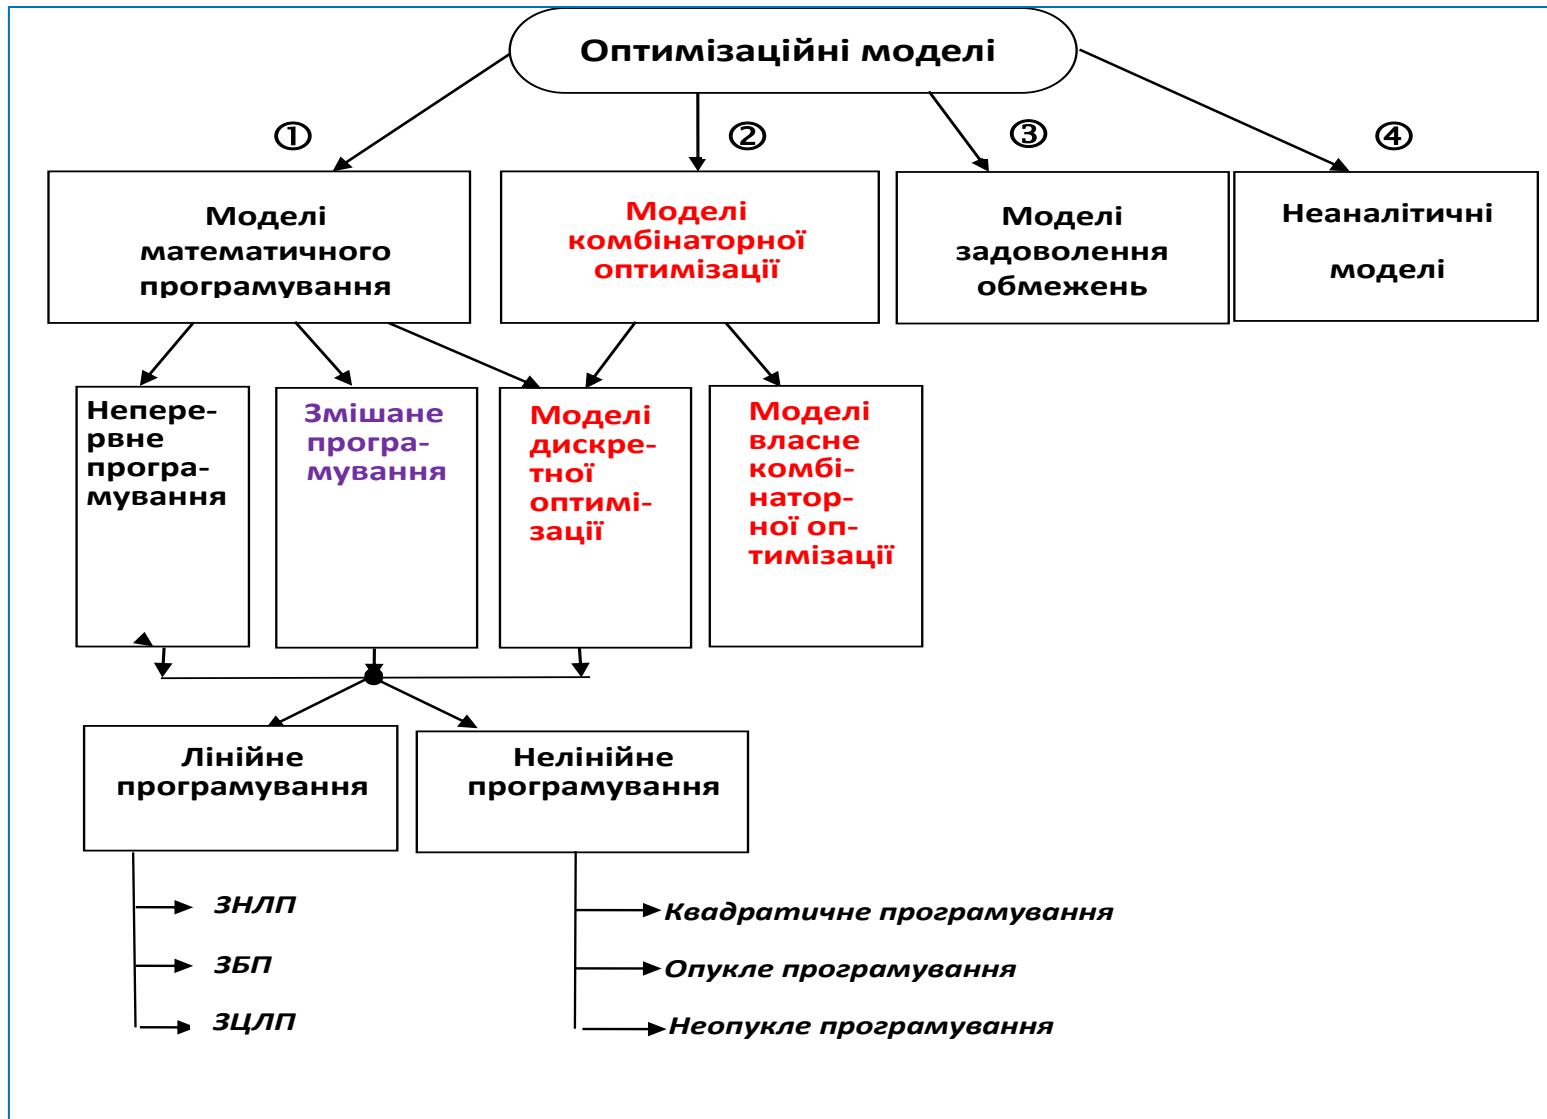 Оптимізаційні моделі
①
②
③
④
Моделі
математичного
програмування
Моделі
комбінаторної
оптимізації
Моделі
задоволення
обмежень
Неаналітичні
моделі
Непере-
рвне
програ-
мування
Змішане
програ-
мування
Моделі
дискре-
тної
оптимі-
зації
Моделі
власне
комбі-
натор-
ної оп-
тимізації
Лінійне
програмування
Нелінійне
програмування
ЗНЛП
ЗБП
ЗЦЛП
Квадратичне програмування
Опукле програмування
Неопукле програмування